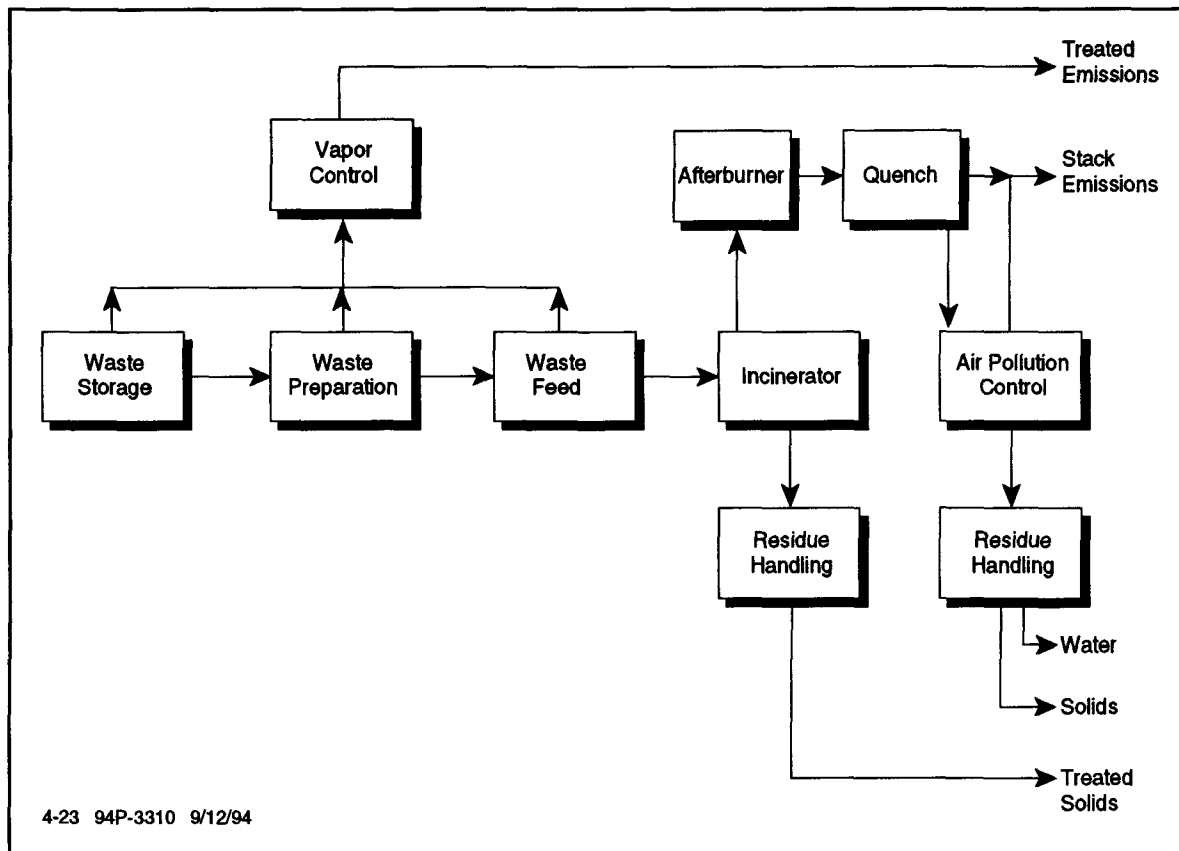 Treated
Emissions
Vapor
Control
Afterburner
Quench
Stack
Emissions
Waste
Storage
Waste
Preparation
Waste
Feed
Incinerator
Air Pollution
Control
Residue
Handling
Residue
Handling
Water
Solids
Treated
Solids
4-23 94P-3310 9/12/94